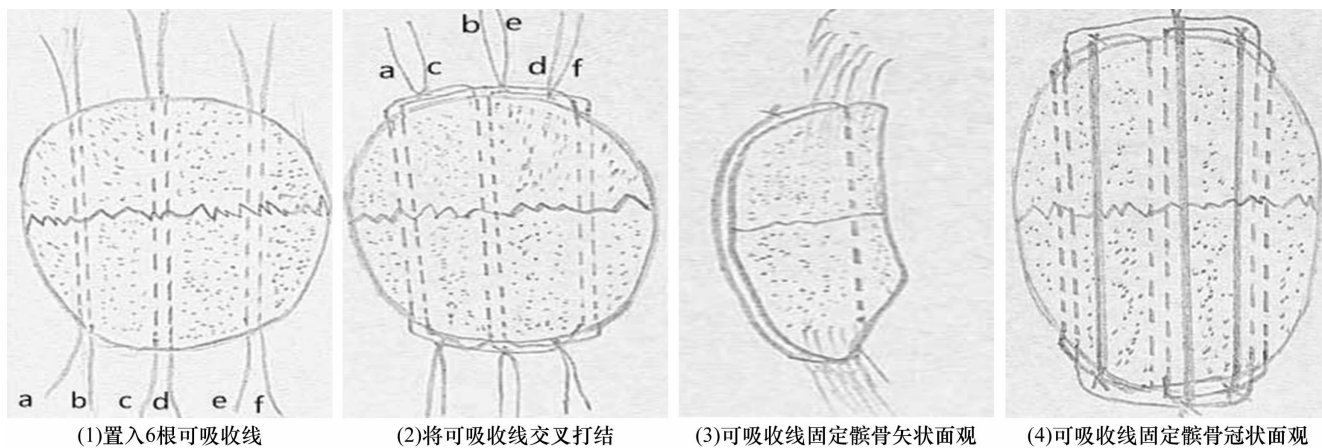 b e
a c d f
a b c d e f
(1)置入6根可吸收线
(2)将可吸收线交叉打结
(3)可吸收线固定髌骨矢状面观
(4)可吸收线固定髌骨冠状面观